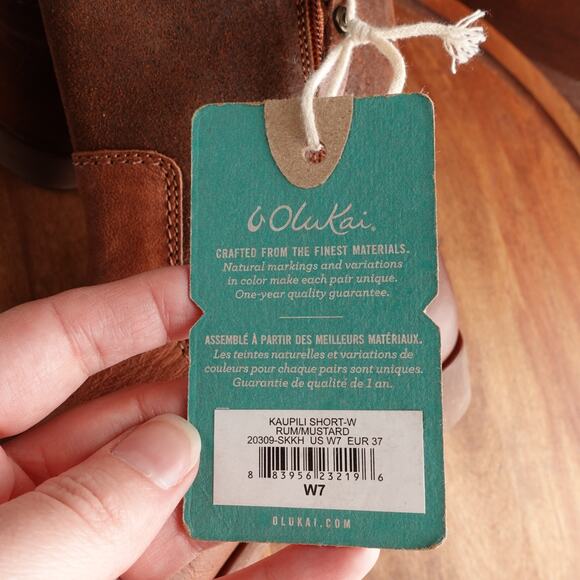 OluKai.
CRAFTED FROM THE FINEST MATERIALS.
Natural markings and variations
in color make each pair unique.
One-year quality guarantee.
ASSEMBLÉ À PARTIR DES MEILLEURS MATÉRIAUX.
Les teintes naturelles et variations de
couleurs pour chaque pairs sont uniques.
Guarantie de qualité de 1 an.
KAUPILI SHORT-W
RUM/MUSTARD
20309-SKKH US W7 EUR 37
8 83956 23219 6
W7
OLUKAI.COM